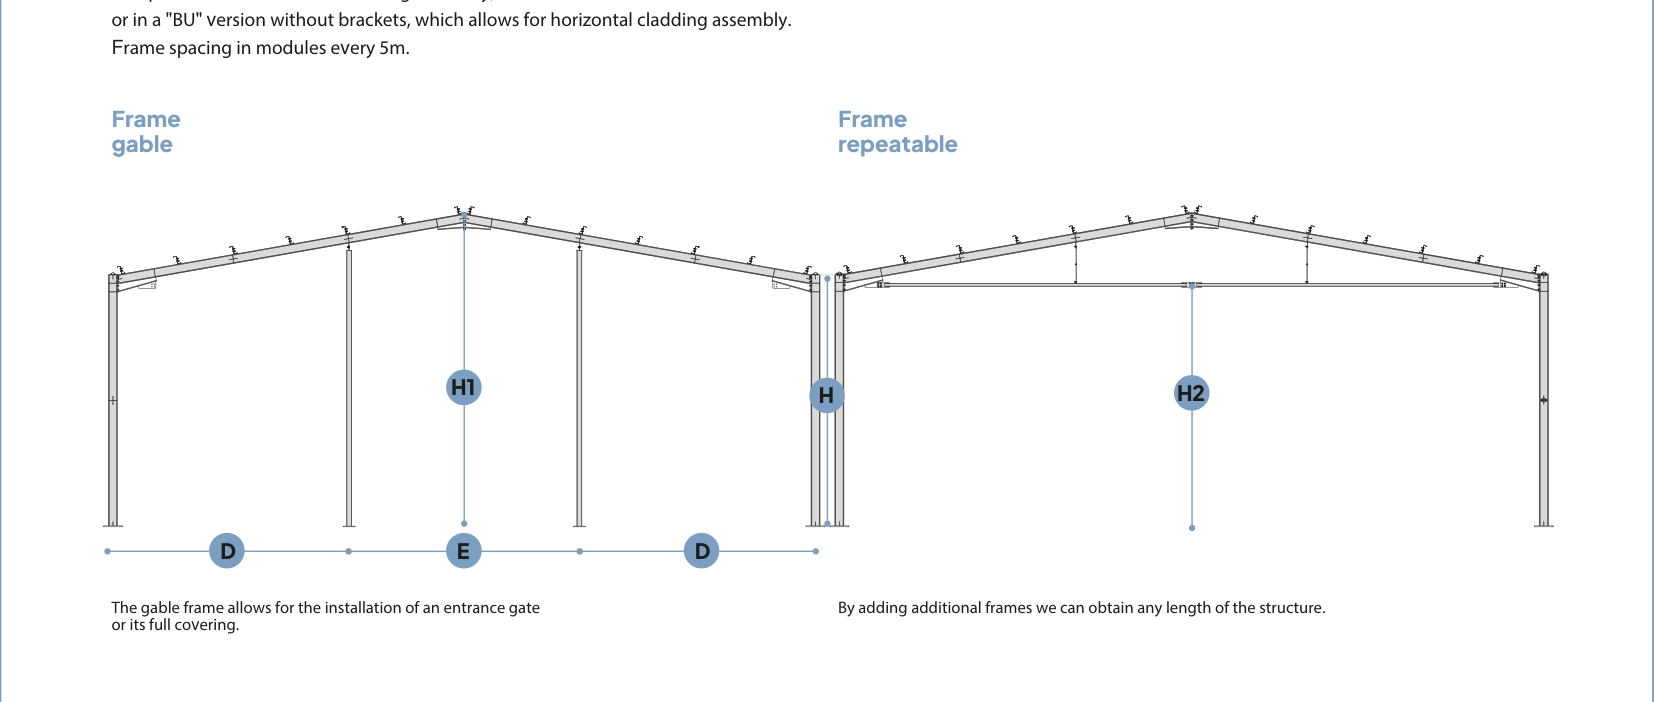 or in a "BU" version without brackets, which allows for horizontal cladding assembly.
Frame spacing in modules every 5m.
Frame
gable
Frame
repeatable
H1
H
H2
D
E
D
The gable frame allows for the installation of an entrance gate
or its full covering.
By adding additional frames we can obtain any length of the structure.